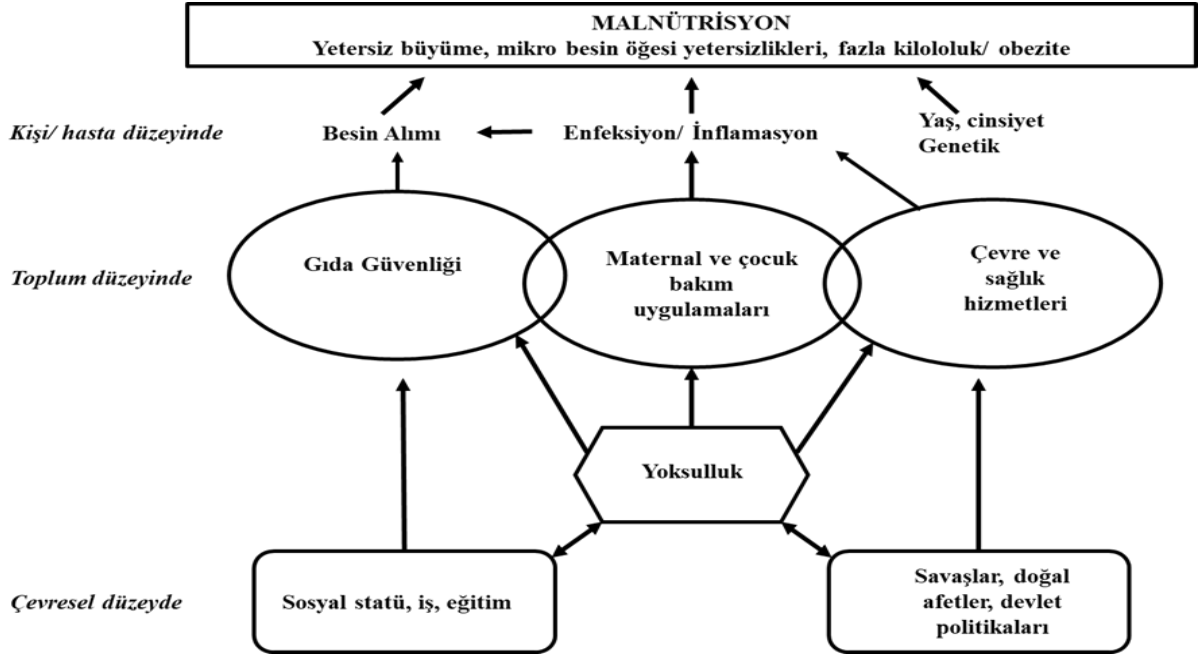 MALNÜTRİSYON
Yetersiz büyüme, mikro besin öğesi yetersizlikleri, fazla kilololuk/ obezite
Kişi/ hasta düzeyinde
Besin Alımı
Enfeksiyon/ İnflamasyon
Yaş, cinsiyet
Genetik
Toplum düzeyinde
Gıda Güvenliği
Maternal ve çocuk
bakım
uygulamaları
Çevre ve
sağlık
hizmetleri
Yoksulluk
Çevresel düzeyde
Sosyal statü, iş, eğitim
Savaşlar, doğal
afetler, devlet
politikaları